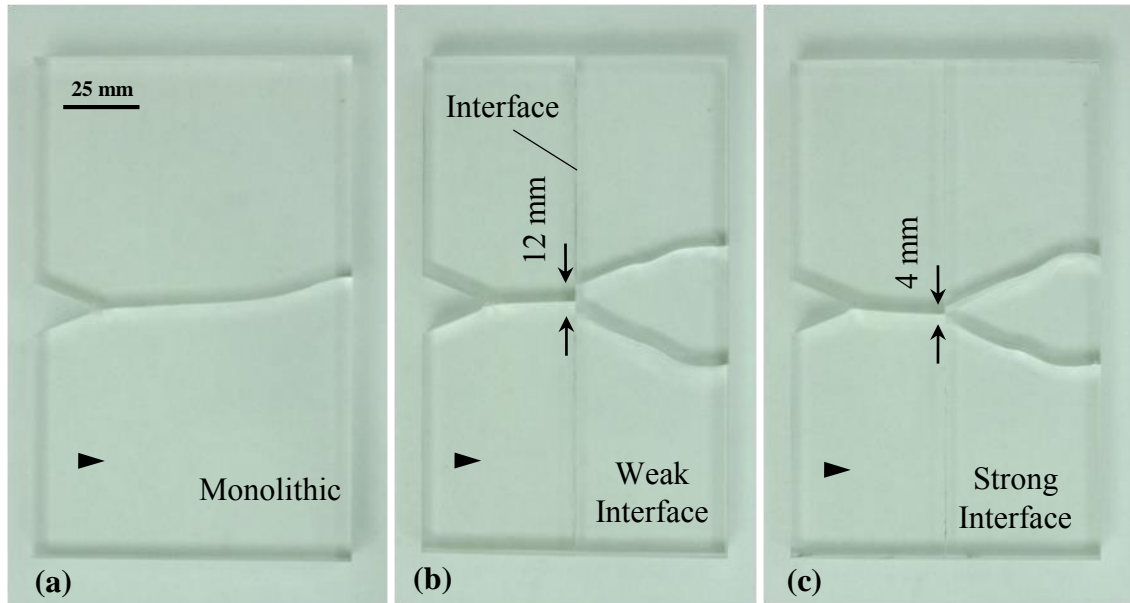 25 mm
Monolithic
(a)
Interface
12 mm
Weak
Interface
(b)
4 mm
Strong
Interface
(c)